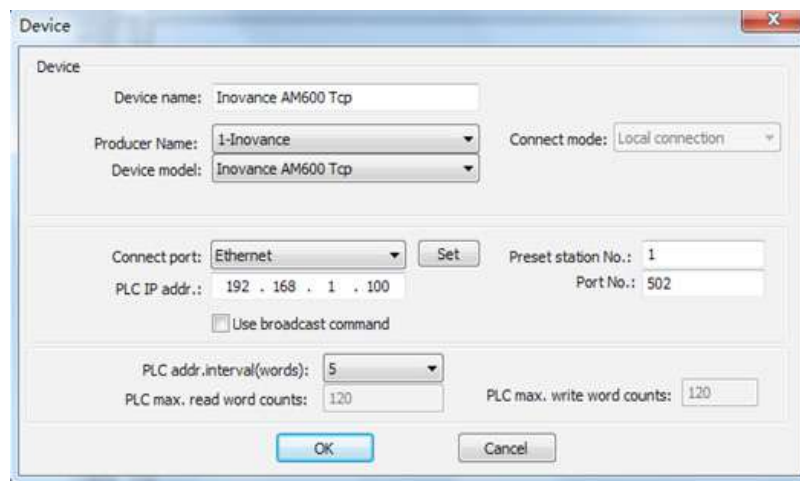 Device
Device
Device name: Inovance AM600 Tcp
Producer Name: 1-Inovance Connect mode: Local connection
Device model: Inovance AM600 Tcp
Connect port: Ethernet Set Preset station No.: 1
PLC IP addr.: 192 . 168 . 1 . 100 Port No.: 502
Use broadcast command
PLC addr.interval(words): 5
PLC max. read word counts: 120 PLC max. write word counts: 120
OK Cancel